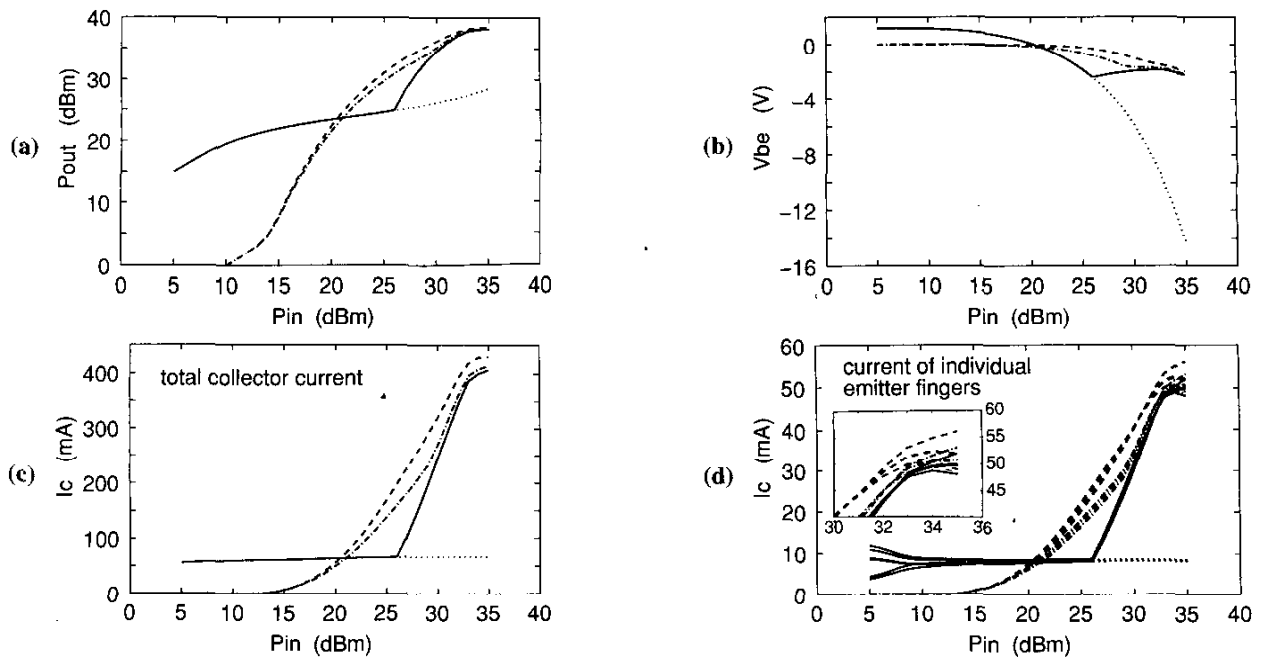 (a)
Pout (dBm)
40
30
20
10
0
0 5 10 15 20 25 30 35 40
Pin (dBm)
(b)
Vbe (V)
0
−4
−8
−12
−16
0 5 10 15 20 25 30 35 40
Pin (dBm)
(c)
Ic (mA)
total collector current
400
300
200
100
0
0 5 10 15 20 25 30 35 40
Pin (dBm)
(d)
Ic (mA)
current of individual
emitter fingers
60
50
40
30
20
10
0
60
55
50
45
30 32 34 36
0 5 10 15 20 25 30 35 40
Pin (dBm)